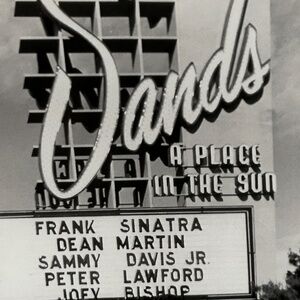 Sands
A PLACE
IN THE SUN
FRANK SINATRA
DEAN MARTIN
SAMMY DAVIS JR.
PETER LAWFORD
JOEY BISHOP